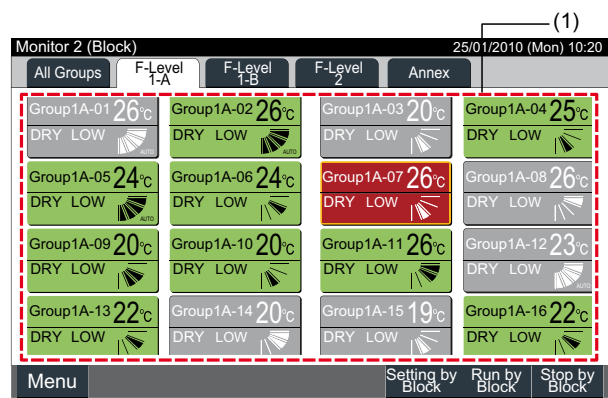 (1)
Monitor 2 (Block) 25/01/2010 (Mon) 10:20
All Groups F-Level 1-A F-Level 1-B F-Level 2 Annex
Group1A-01 26°C Group1A-02 26°C Group1A-03 20°C Group1A-04 25°C
DRY LOW AUTO DRY LOW AUTO DRY LOW DRY LOW
Group1A-05 24°C Group1A-06 24°C Group1A-07 26°C Group1A-08 26°C
DRY LOW AUTO DRY LOW DRY LOW DRY LOW
Group1A-09 20°C Group1A-10 20°C Group1A-11 26°C Group1A-12 23°C
DRY LOW DRY LOW DRY LOW DRY LOW AUTO
Group1A-13 22°C Group1A-14 20°C Group1A-15 19°C Group1A-16 22°C
DRY LOW DRY LOW DRY LOW DRY LOW
Menu Setting by Block Run by Block Stop by Block